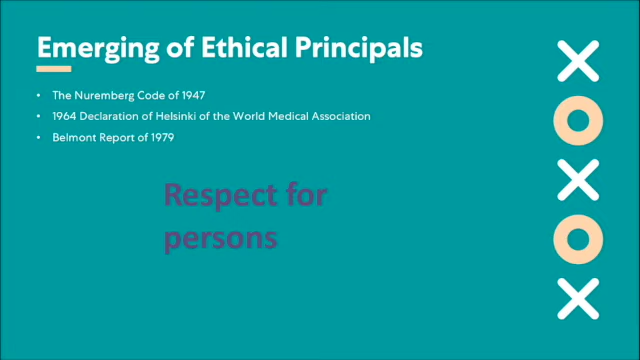 Emerging of Ethical Principals
• The Nuremberg Code of 1947
• 1964 Declaration of Helsinki of the World Medical Association
• Belmont Report of 1979
Respect for
persons